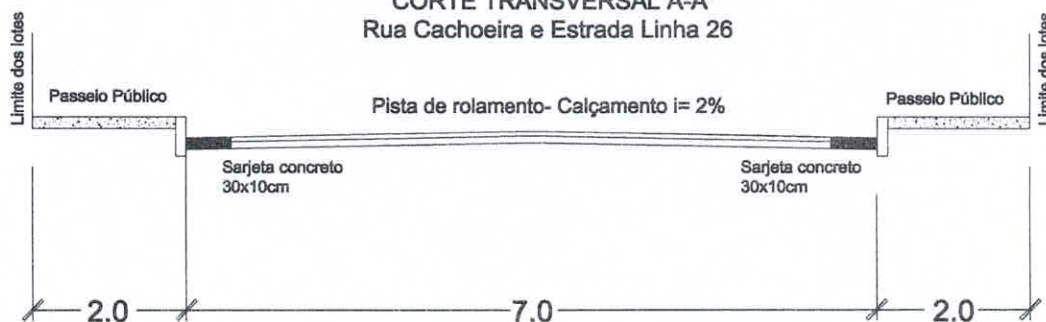 CORTE TRANSVERSAL A-A
Rua Cachoeira e Estrada Linha 26
Limite dos lotes
Passeio Público
Pista de rolamento- Calçamento i= 2%
Passeio Público
Limite dos lotes
Sarjeta concreto
30x10cm
Sarjeta concreto
30x10cm
2.0
7.0
2.0